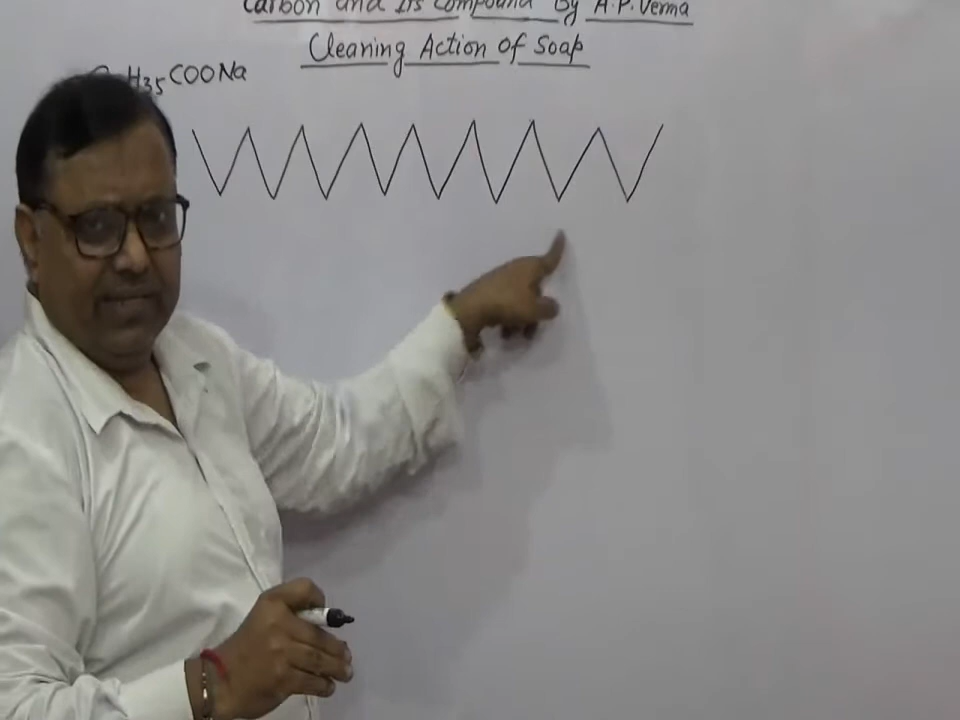 Carbon and Its Compound By A.P. Verma
Cleaning Action of Soap
H35COONa